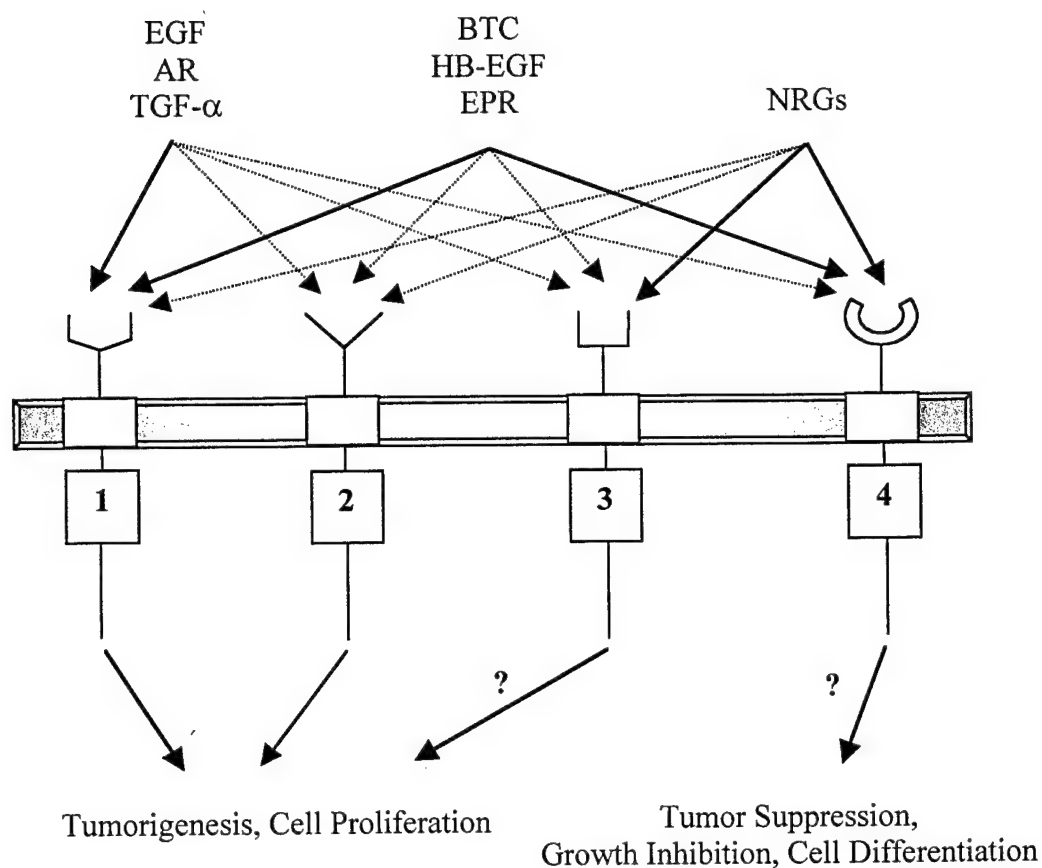 EGF
AR
TGF-α
BTC
HB-EGF
EPR
NRGs
1
2
3
4
?
?
Tumorigenesis, Cell Proliferation
Tumor Suppression,
Growth Inhibition, Cell Differentiation